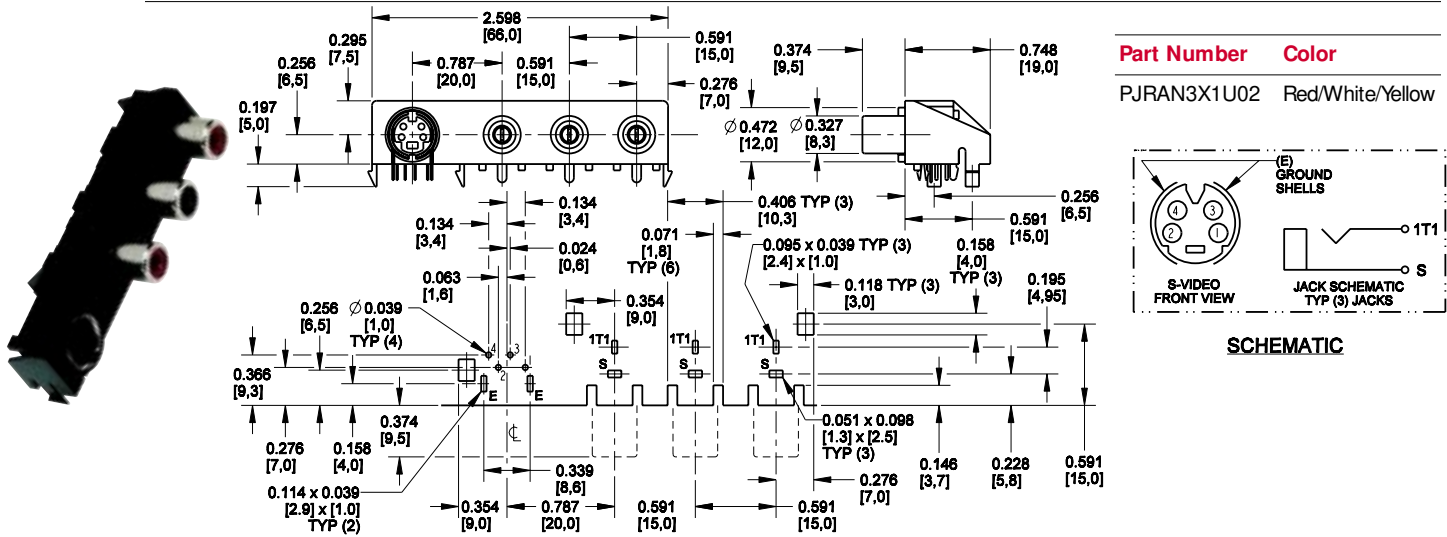 2.598
[66,0]
0.295
[7,5]
0.256
[6,5]
0.197
[5,0]
0.787
[20,0]
0.591
[15,0]
0.591
[15,0]
0.276
[7,0]
0.374
[9,5]
0.748
[19,0]
Ø 0.472
[12,0]
Ø 0.327
[8,3]
0.256
[6,5]
0.591
[15,0]
Part Number Color
PJRAN3X1U02 Red/White/Yellow
(E)
GROUND
SHELLS
4
3
2
1
S-VIDEO
FRONT VIEW
1T1
S
JACK SCHEMATIC
TYP (3) JACKS
SCHEMATIC
0.134
[3,4]
0.134
[3,4]
0.024
[0,6]
0.063
[1,6]
0.256
[6,5]
Ø 0.039
[1,0]
TYP (4)
0.354
[9,0]
0.406 TYP (3)
[10,3]
0.071
[1,8]
TYP (6)
0.095 x 0.039 TYP (3)
[2.4] x [1.0]
0.118 TYP (3)
[3,0]
0.158
[4,0]
TYP (3)
0.195
[4,95]
1T1
1T1
1T1
S
S
S
4
3
2
E
E
0.366
[9,3]
0.276
[7,0]
0.158
[4,0]
0.374
[9,5]
℄
0.114 x 0.039
[2.9] x [1.0]
TYP (2)
0.339
[8,6]
0.354
[9,0]
0.787
[20,0]
0.591
[15,0]
0.591
[15,0]
0.276
[7,0]
0.051 x 0.098
[1.3] x [2.5]
TYP (3)
0.146
[3,7]
0.228
[5,8]
0.591
[15,0]